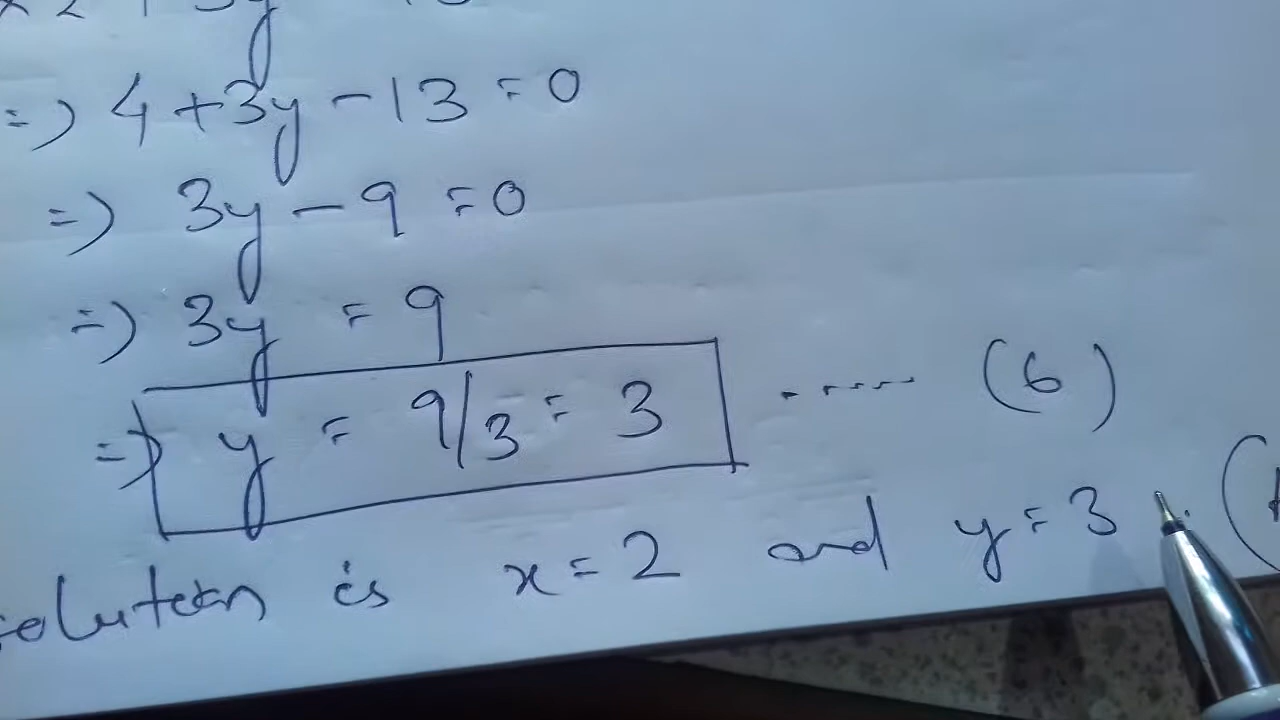 => 4 + 3y - 13 = 0
=> 3y - 9 = 0
=> 3y = 9
=> y = 9/3 = 3 ...... (6)
solution is x = 2 and y = 3. (